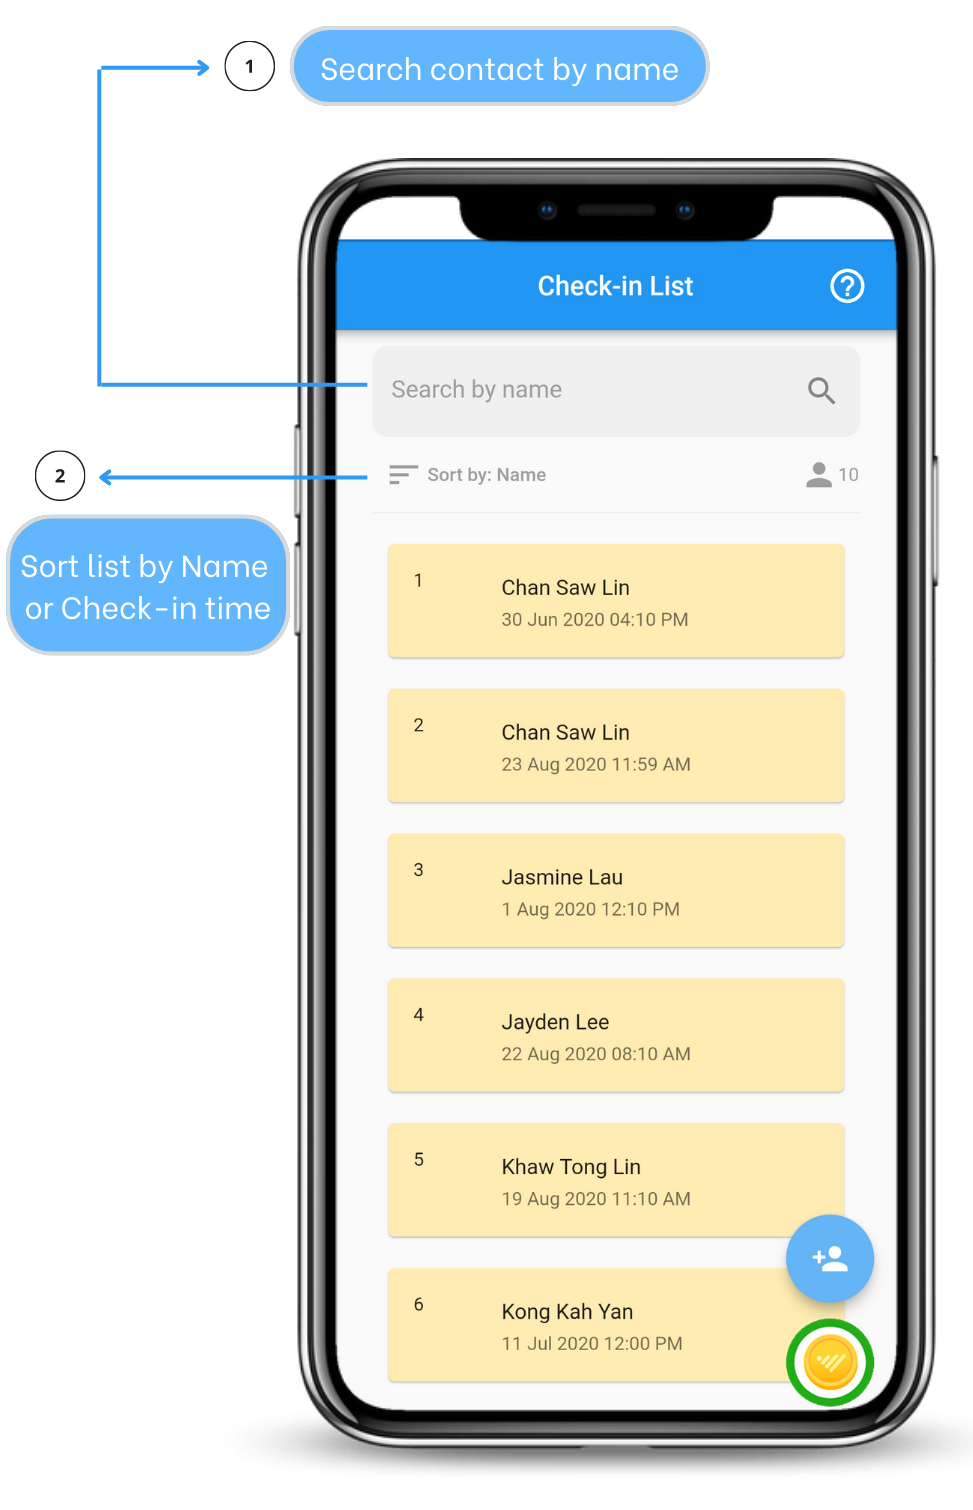 1
Search contact by name
Check-in List
Search by name
2
Sort by: Name
10
Sort list by Name
or Check-in time
1
Chan Saw Lin
30 Jun 2020 04:10 PM
2
Chan Saw Lin
23 Aug 2020 11:59 AM
3
Jasmine Lau
1 Aug 2020 12:10 PM
4
Jayden Lee
22 Aug 2020 08:10 AM
5
Khaw Tong Lin
19 Aug 2020 11:10 AM
6
Kong Kah Yan
11 Jul 2020 12:00 PM